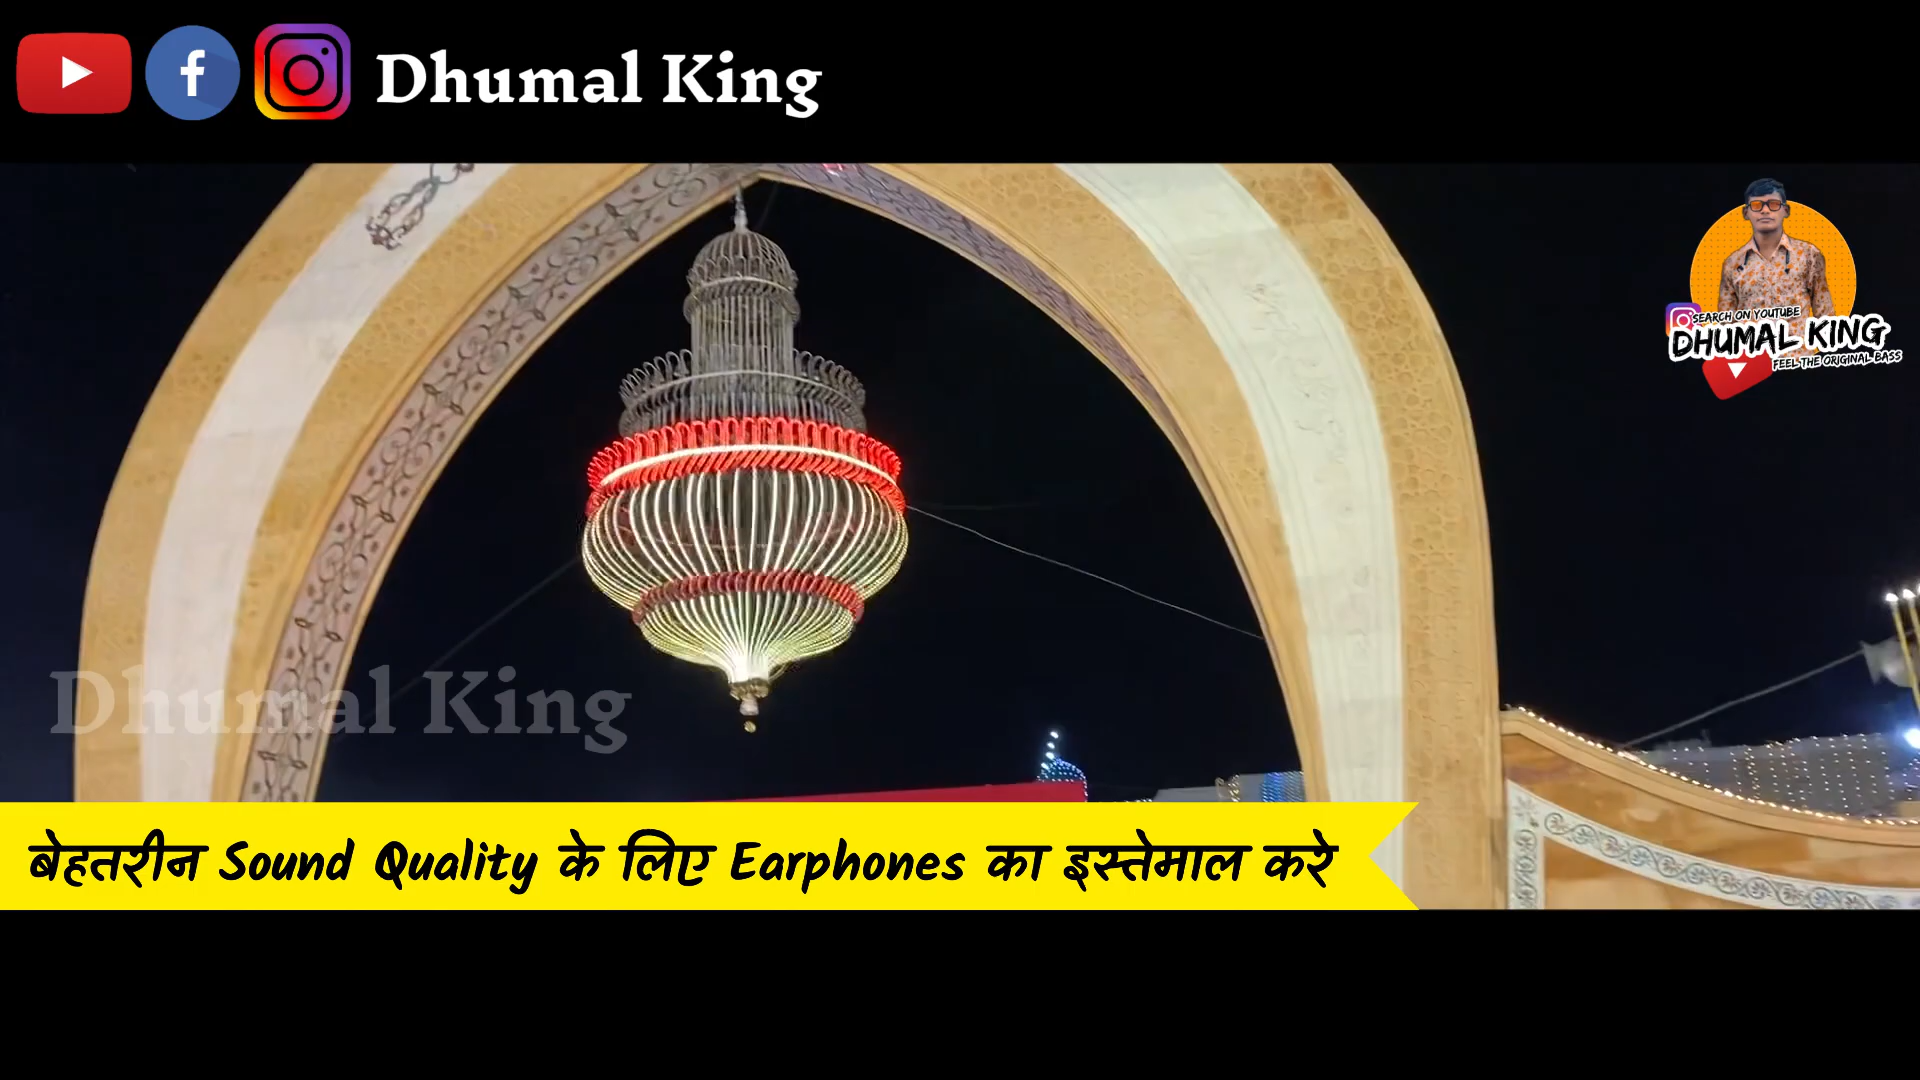 Dhumal King
SEARCH ON YOUTUBE
DHUMAL KING
FEEL THE ORIGINAL BASS
Dhumal King
बेहतरीन Sound Quality के लिए Earphones का इस्तेमाल करे